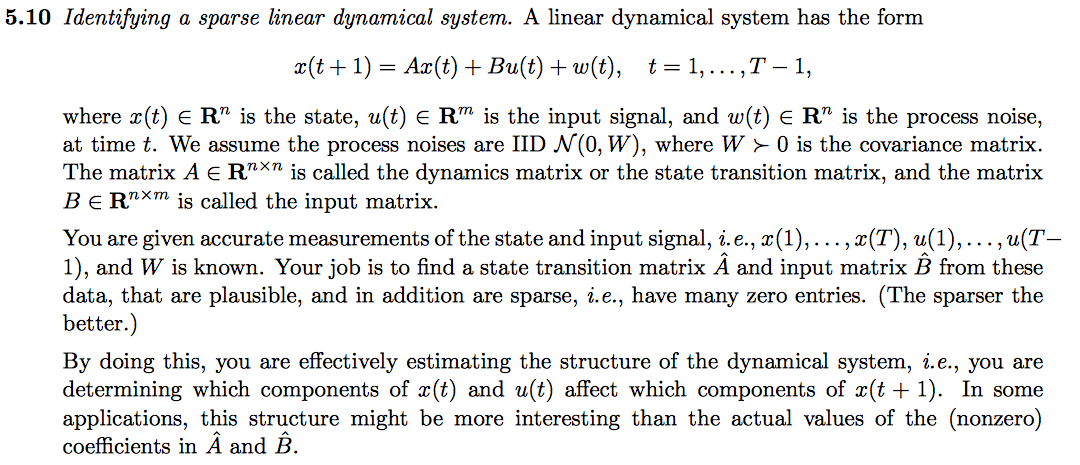 5.10 Identifying a sparse linear dynamical system. A linear dynamical system has the form
x(t + 1) = Ax(t) + Bu(t) + w(t), t = 1, . . . , T − 1,
where x(t) ∈ Rⁿ is the state, u(t) ∈ Rᵐ is the input signal, and w(t) ∈ Rⁿ is the process noise,
at time t. We assume the process noises are IID 𝒩(0, W), where W ≻ 0 is the covariance matrix.
The matrix A ∈ Rⁿˣⁿ is called the dynamics matrix or the state transition matrix, and the matrix
B ∈ Rⁿˣᵐ is called the input matrix.
You are given accurate measurements of the state and input signal, i.e., x(1), . . . , x(T), u(1), . . . , u(T−
1), and W is known. Your job is to find a state transition matrix Â and input matrix B̂ from these
data, that are plausible, and in addition are sparse, i.e., have many zero entries. (The sparser the
better.)
By doing this, you are effectively estimating the structure of the dynamical system, i.e., you are
determining which components of x(t) and u(t) affect which components of x(t + 1). In some
applications, this structure might be more interesting than the actual values of the (nonzero)
coefficients in Â and B̂.